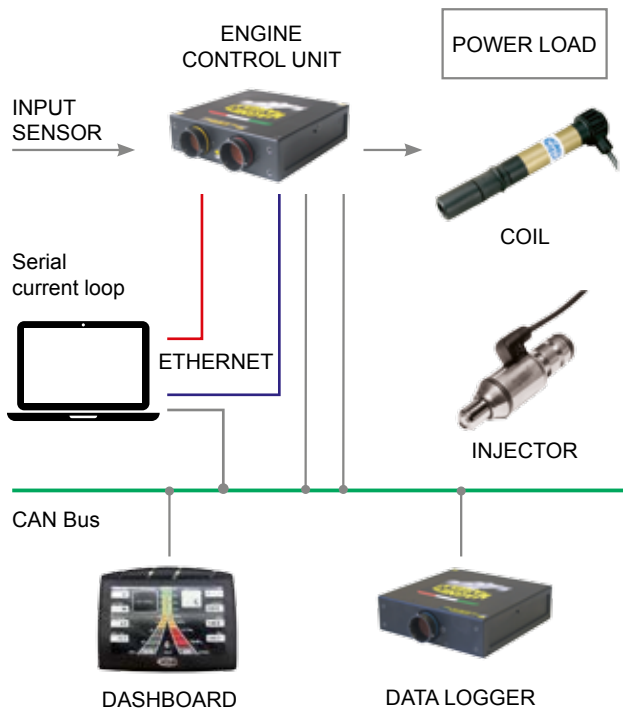 ENGINE
CONTROL UNIT
POWER LOAD
INPUT
SENSOR
COIL
Serial
current loop
ETHERNET
INJECTOR
CAN Bus
DASHBOARD
DATA LOGGER